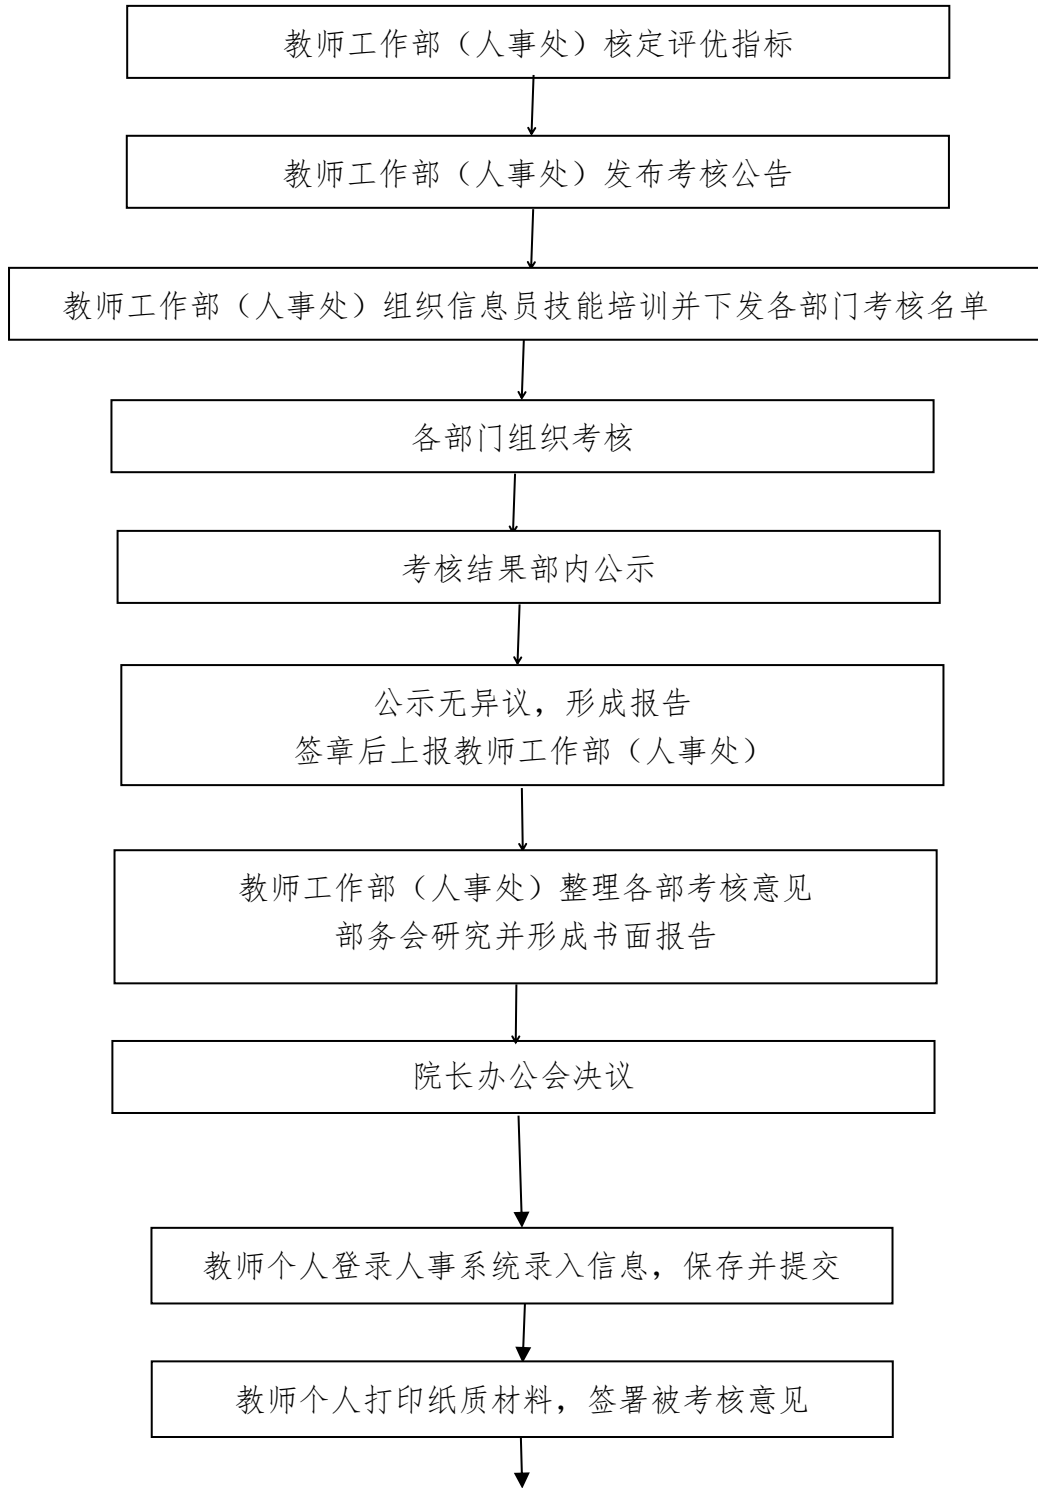 教师工作部（人事处）核定评优指标
教师工作部（人事处）发布考核公告
教师工作部（人事处）组织信息员技能培训并下发各部门考核名单
各部门组织考核
考核结果部内公示
公示无异议，形成报告
签章后上报教师工作部（人事处）
教师工作部（人事处）整理各部考核意见
部务会研究并形成书面报告
院长办公会决议
教师个人登录人事系统录入信息，保存并提交
教师个人打印纸质材料，签署被考核意见